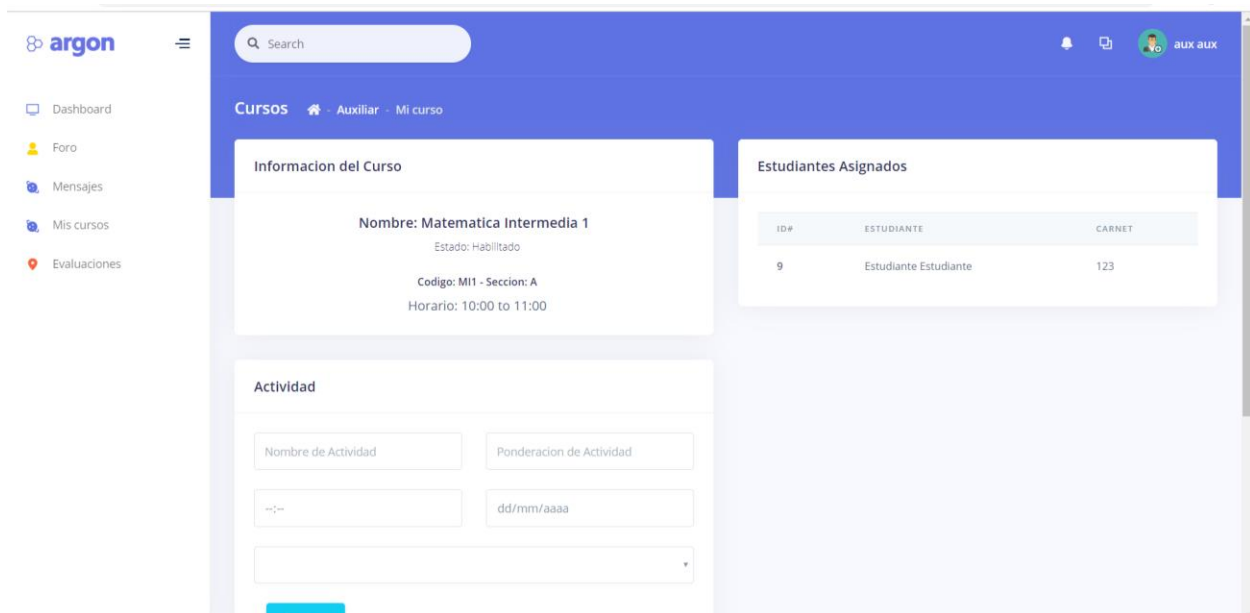 argon
Search
aux aux
Dashboard
Foro
Mensajes
Mis cursos
Evaluaciones
Cursos - Auxiliar - Mi curso
Informacion del Curso
Nombre: Matematica Intermedia 1
Estado: Habilitado
Codigo: MI1 - Seccion: A
Horario: 10:00 to 11:00
Estudiantes Asignados
ID# ESTUDIANTE CARNET
9 Estudiante Estudiante 123
Actividad
Nombre de Actividad Ponderacion de Actividad
--:-- dd/mm/aaaa